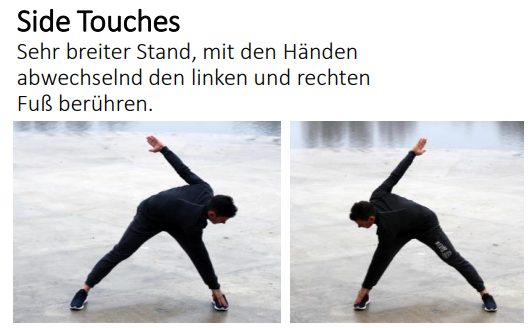 Side Touches
Sehr breiter Stand, mit den Händen
abwechselnd den linken und rechten
Fuß berühren.